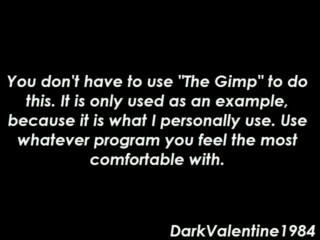 You don't have to use "The Gimp" to do
this. It is only used as an example,
because it is what I personally use. Use
whatever program you feel the most
comfortable with.
DarkValentine1984